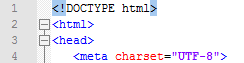 1 <!DOCTYPE html>
2 <html>
3 <head>
4 <meta charset="UTF-8">